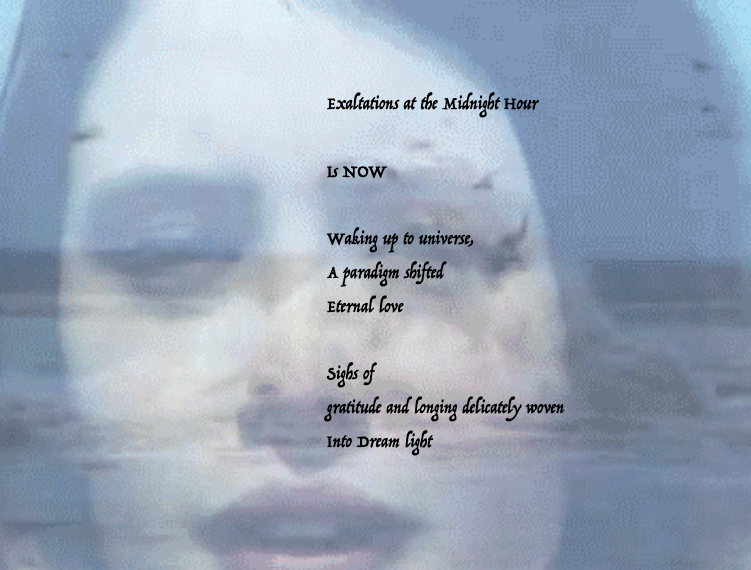 Exaltations at the Midnight Hour
Is NOW
Waking up to universe,
A paradigm shifted
Eternal love
Sighs of
gratitude and longing delicately woven
Into Dream light